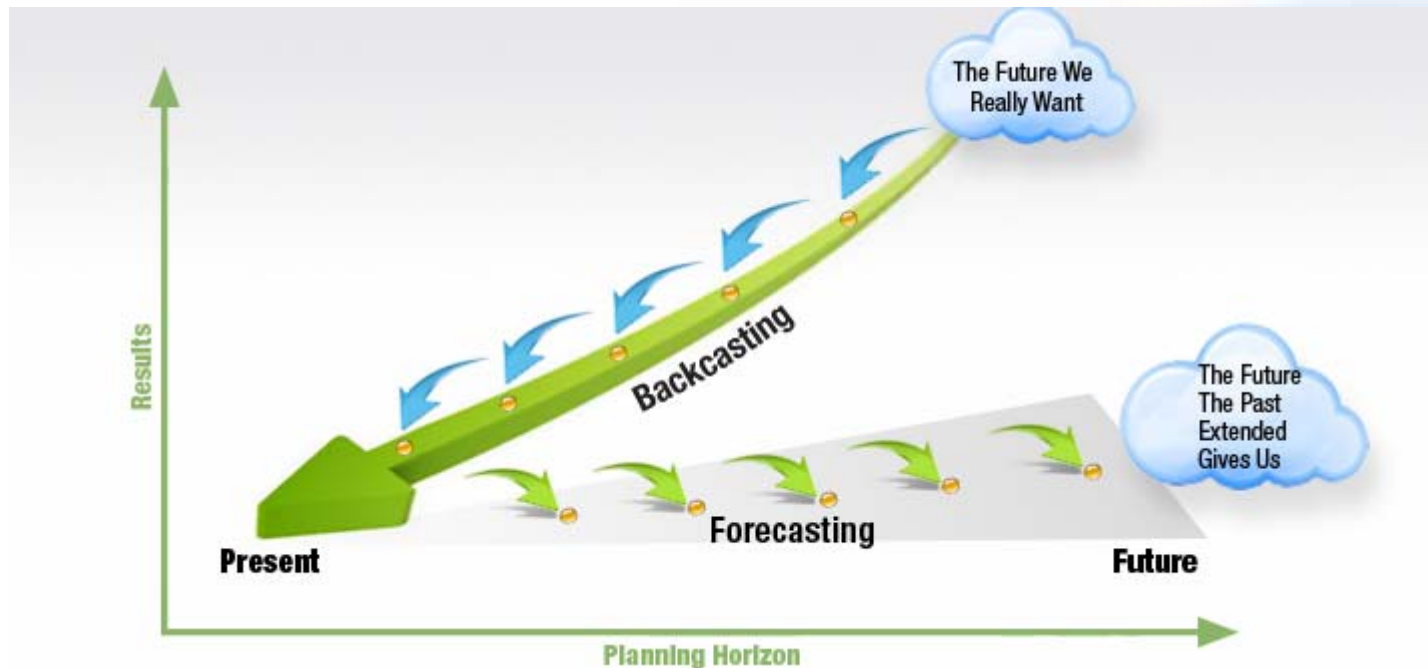 The Future We
Really Want
Results
Backcasting
The Future
The Past
Extended
Gives Us
Forecasting
Present
Future
Planning Horizon